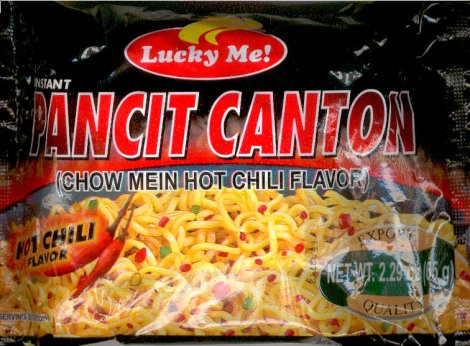 Lucky Me!
INSTANT
PANCIT CANTON
(CHOW MEIN HOT CHILI FLAVOR)
HOT CHILI
FLAVOR
EXPORT
NET WT. 2.29 oz (65 g)
QUALITY